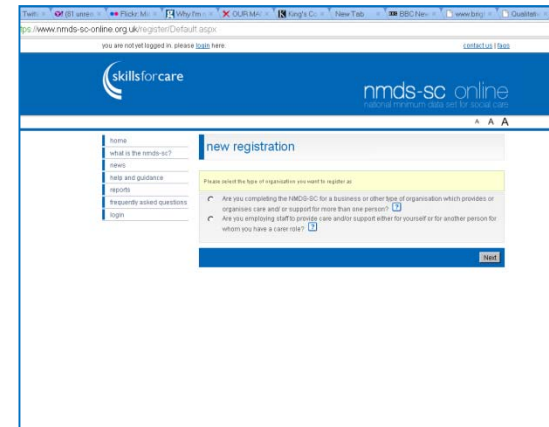 Twitt
(81 unrea
Flickr: Mo
Why I'm
OUR MA
King's Co
New Tab
BBC New
www.bing
Qualitati
tps://www.nmds-sc-online.org.uk/register/Default.aspx
you are not yet logged in. please login here.
contact us | faqs
skillsforcare
nmds-sc online
national minimum data set for social care
A A A
home
what is the nmds-sc?
news
help and guidance
reports
frequently asked questions
login
new registration
Please select the type of organisation you want to register as
Are you completing the NMDS-SC for a business or other type of organisation which provides or
organises care and/ or support for more than one person? ?
Are you employing staff to provide care and/or support either for yourself or for another person for
whom you have a carer role? ?
Next